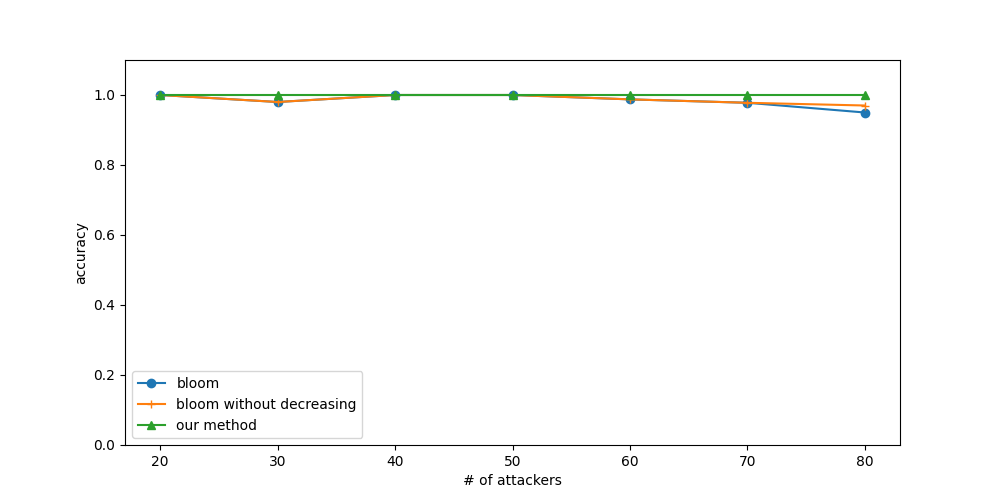 1.0
0.8
0.6
0.4
0.2
0.0
accuracy
bloom
bloom without decreasing
our method
20 30 40 50 60 70 80
# of attackers